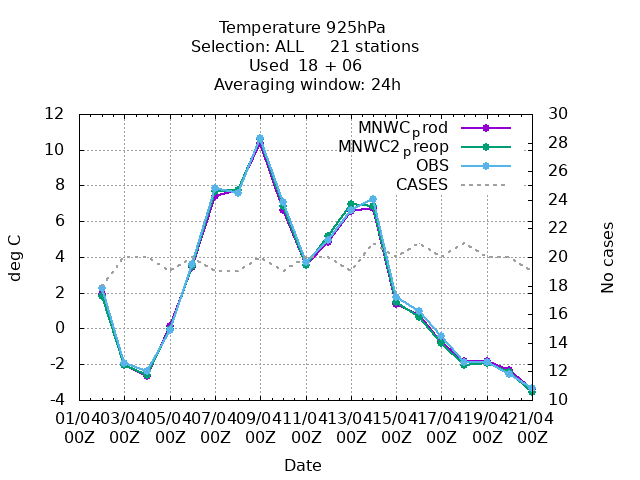 Temperature 925hPa
Selection: ALL 21 stations
Used 18 + 06
Averaging window: 24h
12
10
8
6
4
2
0
-2
-4
30
28
26
24
22
20
18
16
14
12
10
MNWCprod
MNWC2preop
OBS
CASES
deg C
No cases
01/04 03/04 05/04 07/04 09/04 11/04 13/04 15/04 17/04 19/04 21/04
00Z 00Z 00Z 00Z 00Z 00Z 00Z 00Z 00Z 00Z 00Z
Date